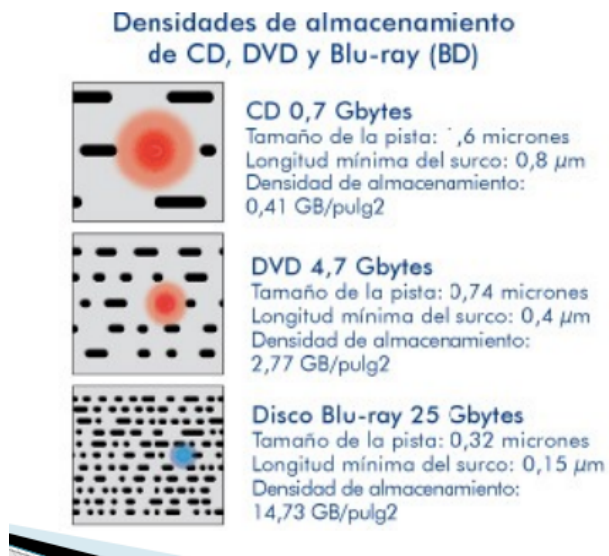 Densidades de almacenamiento
de CD, DVD y Blu-ray (BD)
CD 0,7 Gbytes
Tamaño de la pista: ,6 micrones
Longitud mínima del surco: 0,8 μm
Densidad de almacenamiento:
0,41 GB/pulg2
DVD 4,7 Gbytes
Tamaño de la pista: 0,74 micrones
Longitud mínima del surco: 0,4 μm
Densidad de almacenamiento:
2,77 GB/pulg2
Disco Blu-ray 25 Gbytes
Tamaño de la pista: 0,32 micrones
Longitud mínima del surco: 0,15 μm
Densidad de almacenamiento:
14,73 GB/pulg2